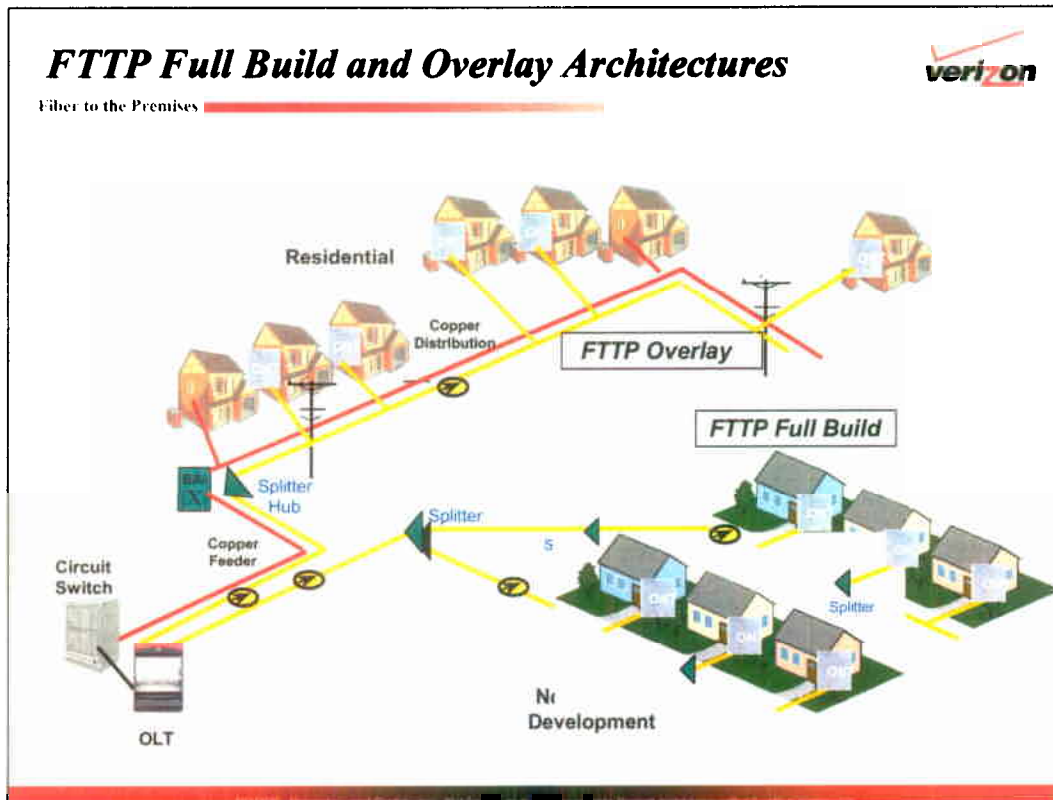 FTTP Full Build and Overlay Architectures
verizon
Fiber to the Premises
Residential
Copper
Distribution
FTTP Overlay
FTTP Full Build
X
Splitter
Hub
Splitter
S
Copper
Feeder
Circuit
Switch
Splitter
ONT
Development
OLT